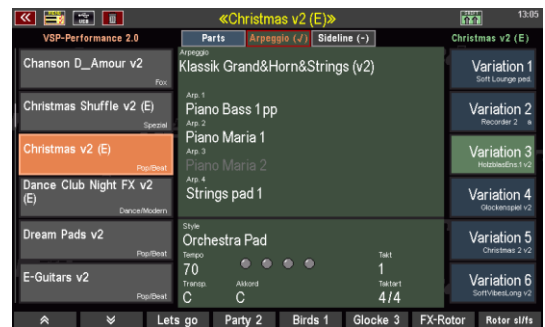 «Christmas v2 (E)»
13:05
VSP-Performance 2.0
Parts
Arpeggio (√)
Sideline (-)
Christmas v2 (E)
Chanson D_Amour v2
Fox
Christmas Shuffle v2 (E)
Spezial
Christmas v2 (E)
Pop/Beat
Dance Club Night FX v2 (E)
Dance/Modern
Dream Pads v2
Pop/Beat
E-Guitars v2
Pop/Beat
Arpeggio
Klassik Grand&Horn&Strings (v2)
Arp. 1
Piano Bass 1 pp
Arp. 2
Piano Maria 1
Arp. 3
Piano Maria 2
Arp. 4
Strings pad 1
Style
Orchestra Pad
Tempo
70
Takt
1
Transp.
C
Akkord
C
Taktart
4/4
Variation 1
Soft Lounge ped.
Variation 2
Recorder 2
Variation 3
HolzblasEns.1 v2
Variation 4
Glockenspiel v2
Variation 5
Christmas 2 v2
Variation 6
SoftVibesLong v2
Lets go
Party 2
Birds 1
Glocke 3
FX-Rotor
Rotor sl/fs